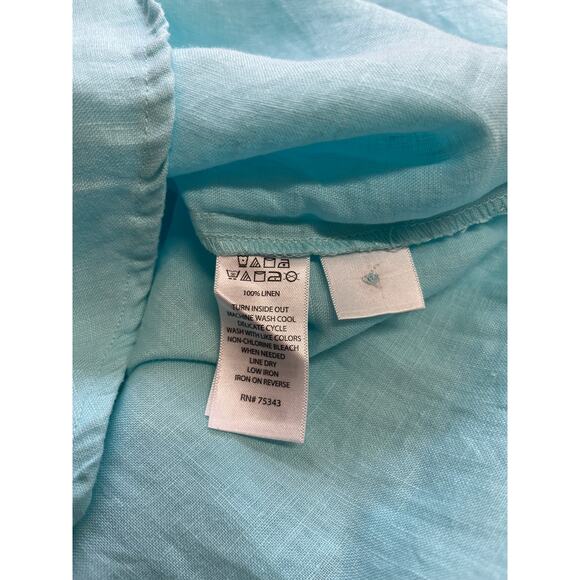 100% LINEN
TURN INSIDE OUT
MACHINE WASH COOL
DELICATE CYCLE
WASH WITH LIKE COLORS
NON-CHLORINE BLEACH
WHEN NEEDED
LINE DRY
LOW IRON
IRON ON REVERSE
RN# 75343